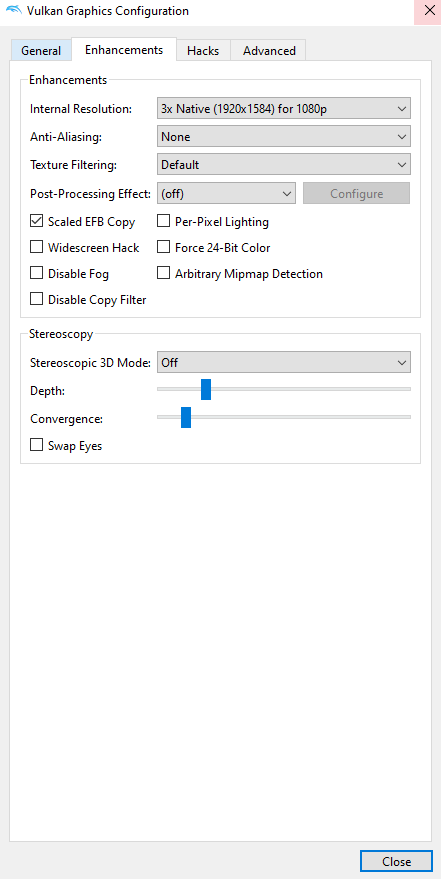 Vulkan Graphics Configuration
General Enhancements Hacks Advanced
Enhancements
Internal Resolution: 3x Native (1920x1584) for 1080p
Anti-Aliasing: None
Texture Filtering: Default
Post-Processing Effect: (off) Configure
Scaled EFB Copy Per-Pixel Lighting
Widescreen Hack Force 24-Bit Color
Disable Fog Arbitrary Mipmap Detection
Disable Copy Filter
Stereoscopy
Stereoscopic 3D Mode: Off
Depth:
Convergence:
Swap Eyes
Close